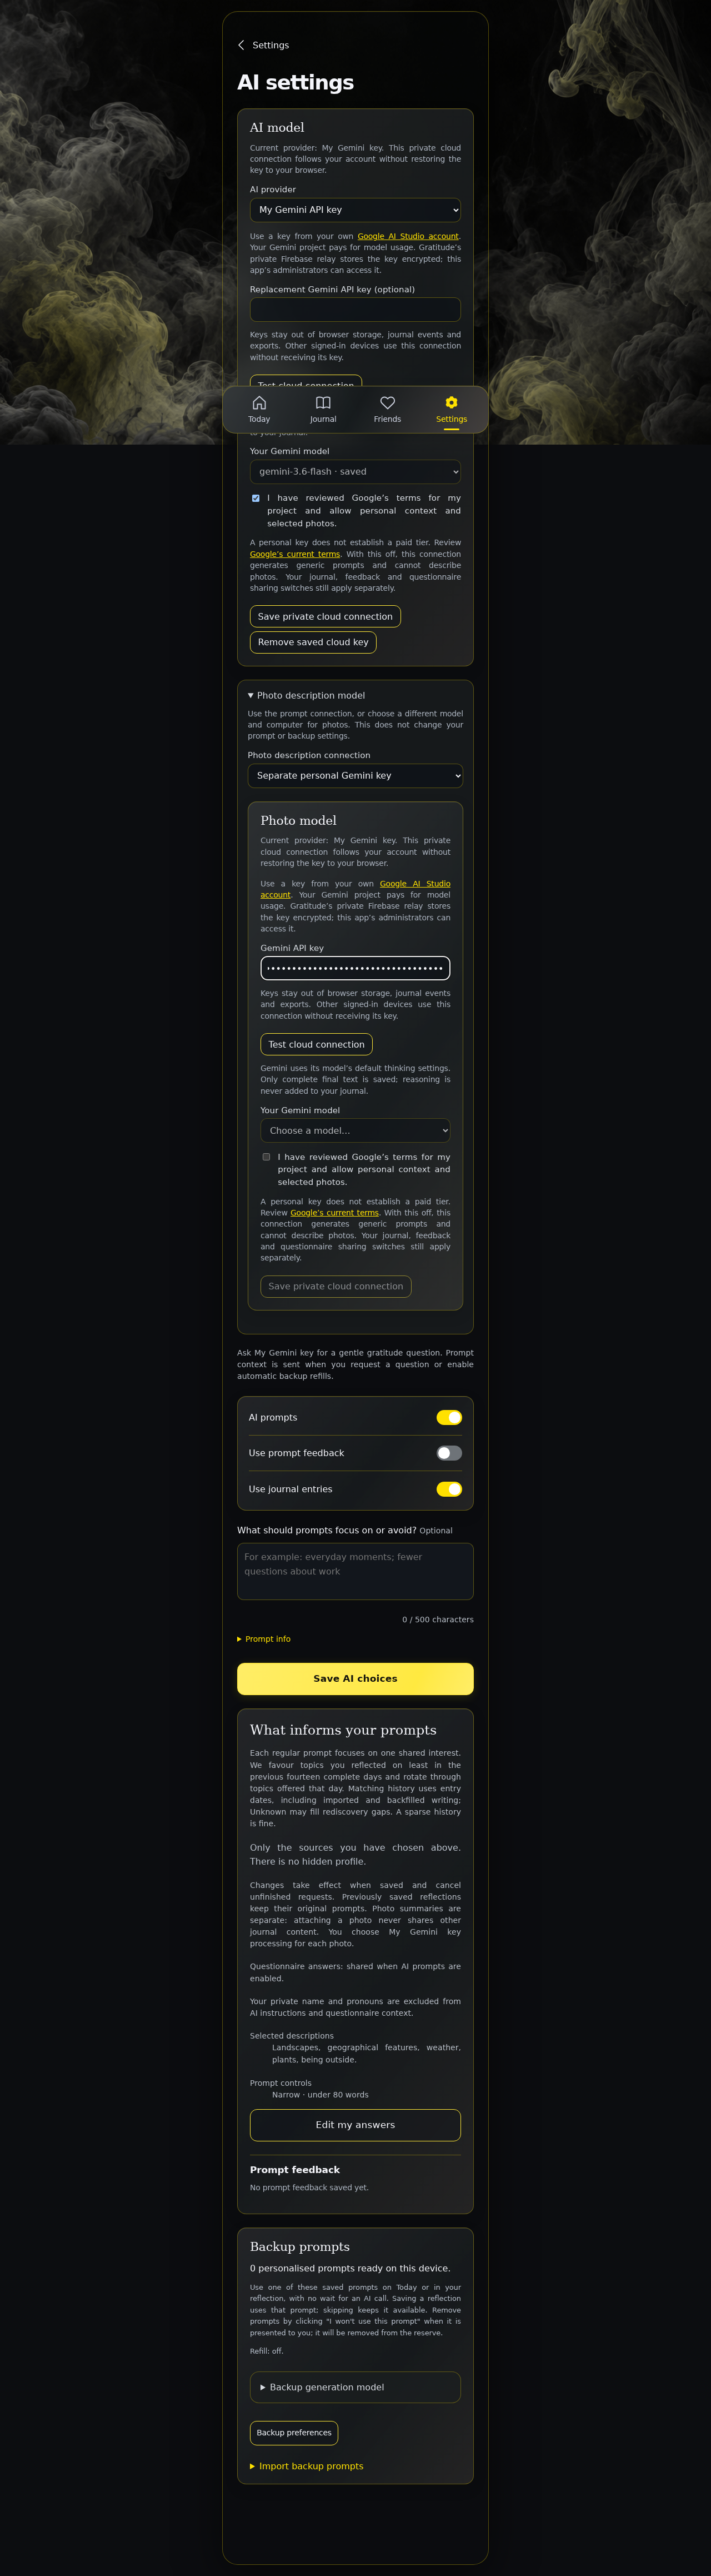 Settings
AI settings
AI model
Current provider: My Gemini key. This private cloud
connection follows your account without restoring the
key to your browser.
AI provider
My Gemini API key
Use a key from your own Google AI Studio account.
Your Gemini project pays for model usage. Gratitude’s
private Firebase relay stores the key encrypted; this
app’s administrators can access it.
Replacement Gemini API key (optional)
Keys stay out of browser storage, journal events and
exports. Other signed-in devices use this connection
without receiving its key.
Test cloud connection
Today
Journal
Friends
Settings
to your journal.
Your Gemini model
gemini-3.6-flash · saved
I have reviewed Google’s terms for my
project and allow personal context and
selected photos.
A personal key does not establish a paid tier. Review
Google’s current terms. With this off, this connection
generates generic prompts and cannot describe
photos. Your journal, feedback and questionnaire
sharing switches still apply separately.
Save private cloud connection
Remove saved cloud key
▼ Photo description model
Use the prompt connection, or choose a different model
and computer for photos. This does not change your
prompt or backup settings.
Photo description connection
Separate personal Gemini key
Photo model
Current provider: My Gemini key. This private
cloud connection follows your account without
restoring the key to your browser.
Use a key from your own Google AI Studio
account. Your Gemini project pays for model
usage. Gratitude’s private Firebase relay stores
the key encrypted; this app’s administrators can
access it.
Gemini API key
Keys stay out of browser storage, journal events
and exports. Other signed-in devices use this
connection without receiving its key.
Test cloud connection
Gemini uses its model’s default thinking settings.
Only complete final text is saved; reasoning is
never added to your journal.
Your Gemini model
Choose a model...
I have reviewed Google’s terms for my
project and allow personal context and
selected photos.
A personal key does not establish a paid tier.
Review Google’s current terms. With this off, this
connection generates generic prompts and
cannot describe photos. Your journal, feedback
and questionnaire sharing switches still apply
separately.
Save private cloud connection
Ask My Gemini key for a gentle gratitude question. Prompt
context is sent when you request a question or enable
automatic backup refills.
AI prompts
Use prompt feedback
Use journal entries
What should prompts focus on or avoid? Optional
For example: everyday moments; fewer
questions about work
0 / 500 characters
▶ Prompt info
Save AI choices
What informs your prompts
Each regular prompt focuses on one shared interest.
We favour topics you reflected on least in the
previous fourteen complete days and rotate through
topics offered that day. Matching history uses entry
dates, including imported and backfilled writing;
Unknown may fill rediscovery gaps. A sparse history
is fine.
Only the sources you have chosen above.
There is no hidden profile.
Changes take effect when saved and cancel
unfinished requests. Previously saved reflections
keep their original prompts. Photo summaries are
separate: attaching a photo never shares other
journal content. You choose My Gemini key
processing for each photo.
Questionnaire answers: shared when AI prompts are
enabled.
Your private name and pronouns are excluded from
AI instructions and questionnaire context.
Selected descriptions
Landscapes, geographical features, weather,
plants, being outside.
Prompt controls
Narrow · under 80 words
Edit my answers
Prompt feedback
No prompt feedback saved yet.
Backup prompts
0 personalised prompts ready on this device.
Use one of these saved prompts on Today or in your
reflection, with no wait for an AI call. Saving a reflection
uses that prompt; skipping keeps it available. Remove
prompts by clicking "I won't use this prompt" when it is
presented to you; it will be removed from the reserve.
Refill: off.
▶ Backup generation model
Backup preferences
▶ Import backup prompts